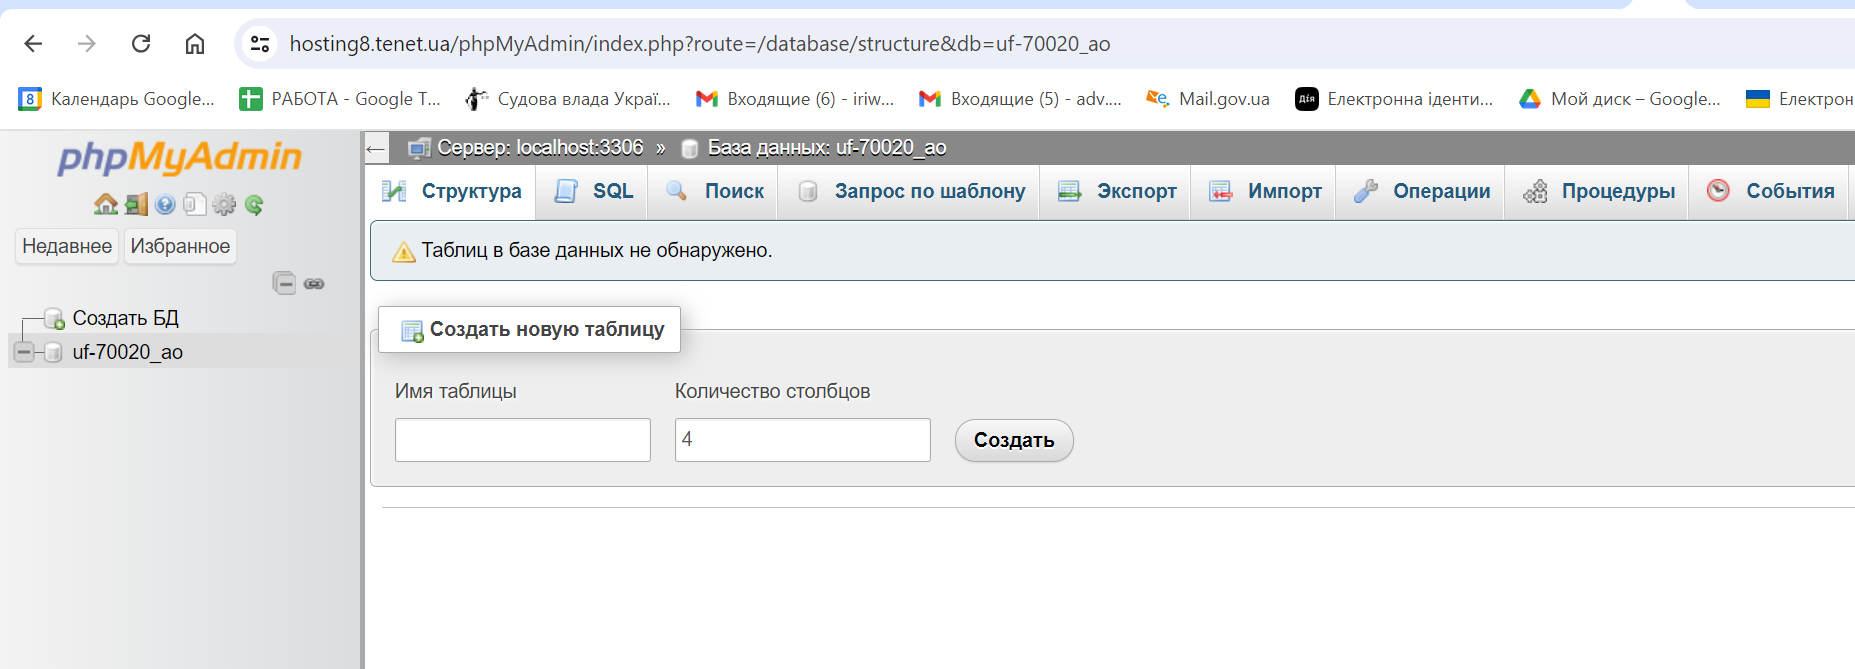 hosting8.tenet.ua/phpMyAdmin/index.php?route=/database/structure&db=uf-70020_ao
8 Календарь Google... РАБОТА - Google Т... Судова влада Украї... Входящие (6) - iriw... Входящие (5) - adv.... Mail.gov.ua Дія Електронна іденти... Мой диск – Google... Електрон
phpMyAdmin
Недавнее Избранное
Создать БД
uf-70020_ao
← Сервер: localhost:3306 » База данных: uf-70020_ao
Структура SQL Поиск Запрос по шаблону Экспорт Импорт Операции Процедуры События
Таблиц в базе данных не обнаружено.
Создать новую таблицу
Имя таблицы Количество столбцов
4 Создать